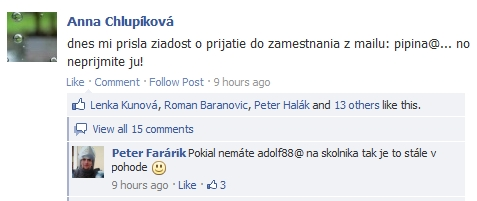 Anna Chlupíková
dnes mi prisla ziadost o prijatie do zamestnania z mailu: pipina@... no
neprijmite ju!
Like · Comment · Follow Post · 9 hours ago
Lenka Kunová, Roman Baranovic, Peter Halák and 13 others like this.
View all 15 comments
Peter Farárik Pokial nemáte adolf88@ na skolnika tak je to stále v
pohode
9 hours ago · Like · 3